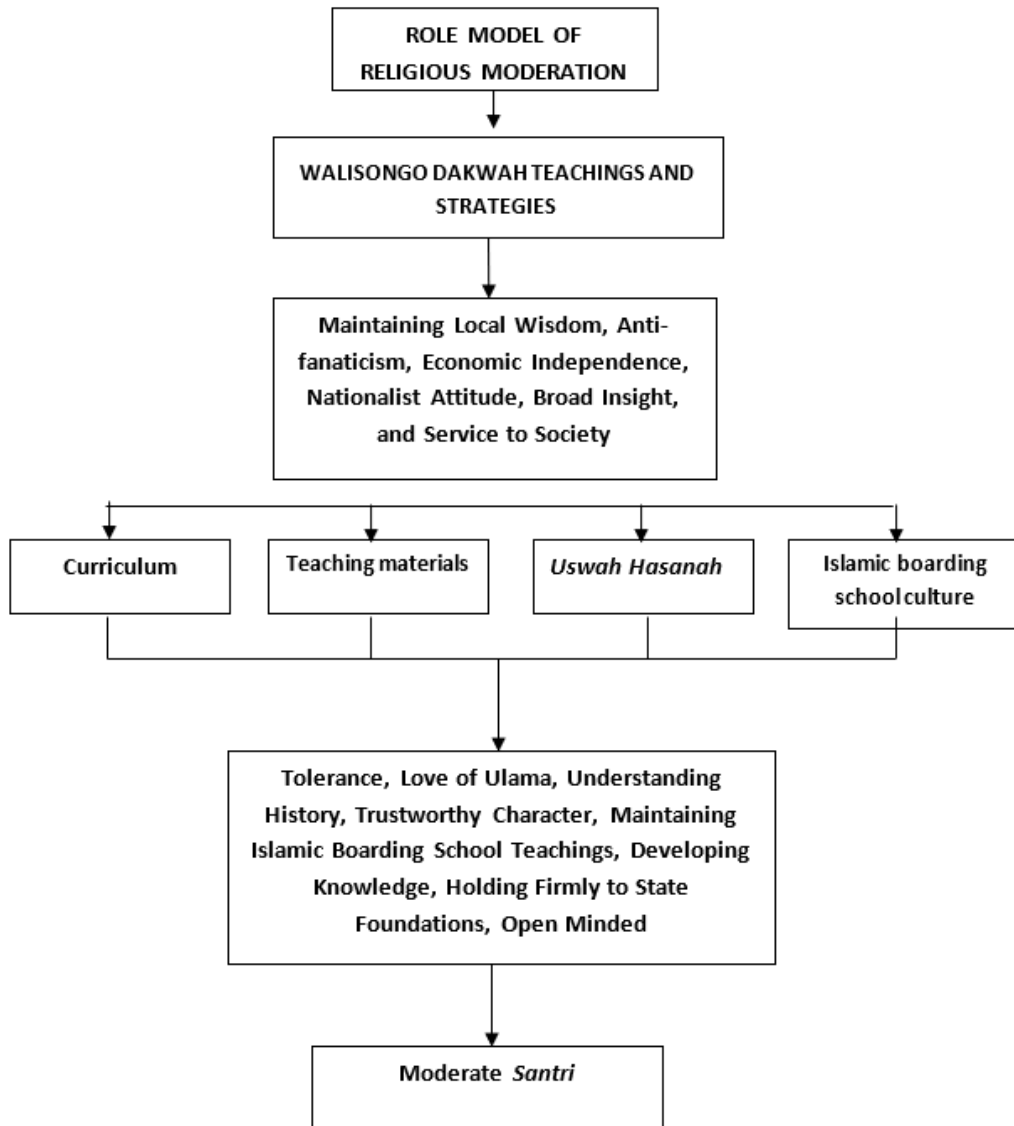 ROLE MODEL OF
RELIGIOUS MODERATION
WALISONGO DAKWAH TEACHINGS AND
STRATEGIES
Maintaining Local Wisdom, Anti-
fanaticism, Economic Independence,
Nationalist Attitude, Broad Insight,
and Service to Society
Curriculum
Teaching materials
Uswah Hasanah
Islamic boarding
school culture
Tolerance, Love of Ulama, Understanding
History, Trustworthy Character, Maintaining
Islamic Boarding School Teachings, Developing
Knowledge, Holding Firmly to State
Foundations, Open Minded
Moderate Santri